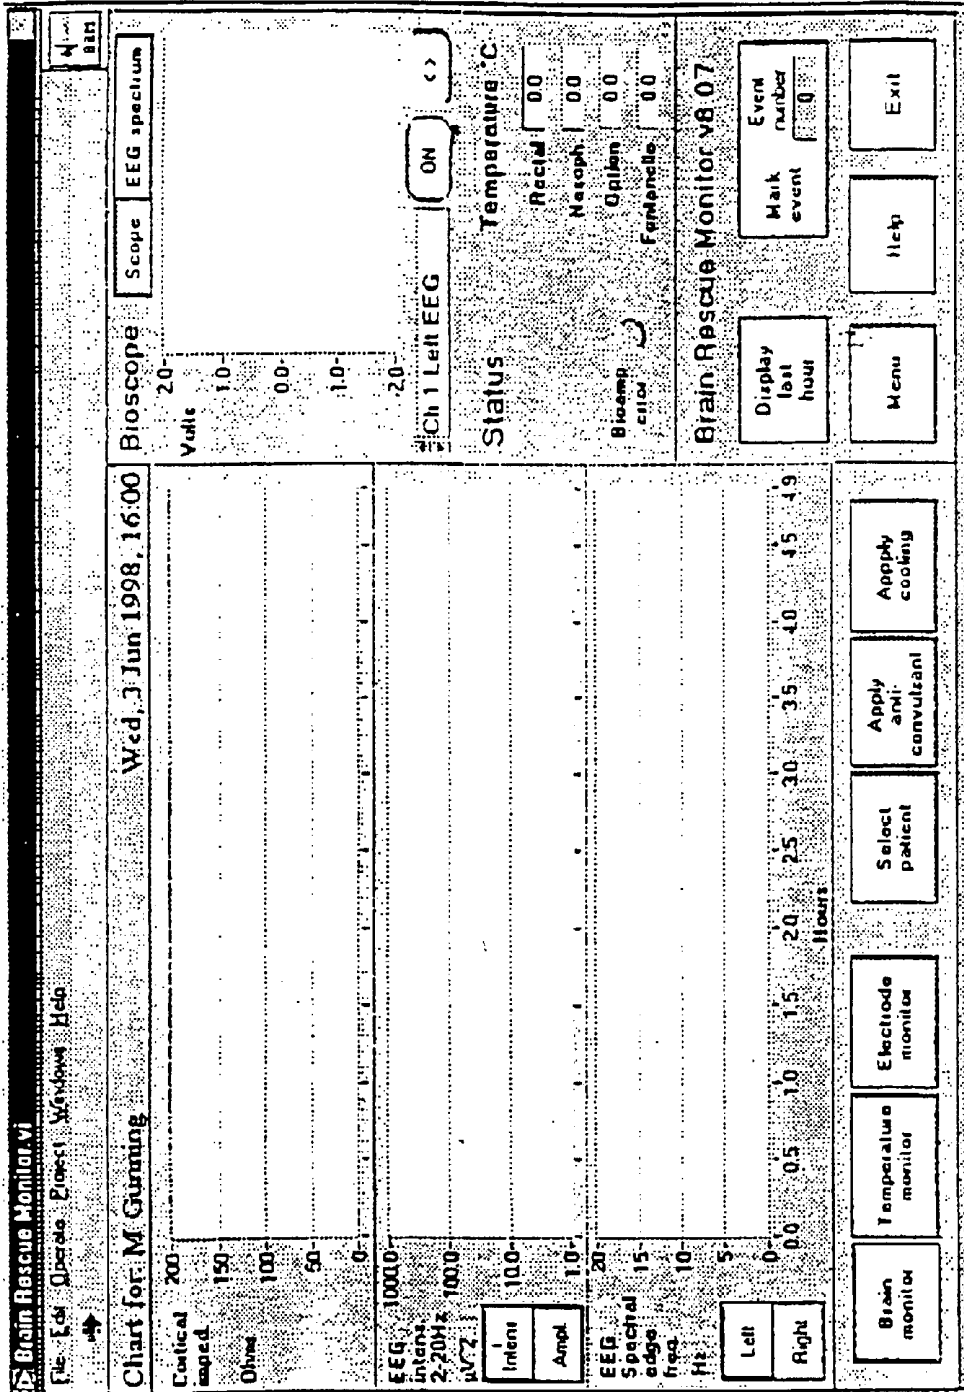 Brain Rescue Monitor.vi
File Edit Operate Project Windows Help
BRM
Chart for: M Gunning Wed, 3 Jun 1998, 16:00
Cortical
imped.
Ohms
200
150
100
50
0
EEG
intens.
2-20Hz
µV^2
1000.0
100.0
10.0
1.0
Intens
Ampl.
EEG
Spectral
edge
freq.
Hz
20
15
10
5
0
Left
Right
0.0 0.5 1.0 1.5 2.0 2.5 3.0 3.5 4.0 4.5 4.9
Hours
Bioscope
Scope
EEG spectrum
Volts
2.0
1.0
0.0
-1.0
-2.0
Ch 1 Left EEG
ON
< >
Status
Bioamp
error
Temperature °C
Rectal 0.0
Nasoph 0.0
Option 0.0
Fontanelle 0.0
Brain Rescue Monitor v8.07
Display
last
hour
Mark
event
Event
number
0
Menu
Help
Exit
Brain
monitor
Temperature
monitor
Electrode
monitor
Select
patient
Apply
anti-
convulsant
Appply
cooling